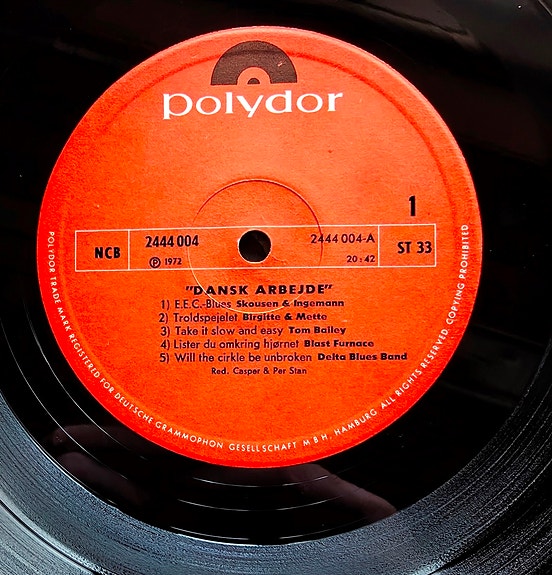 polydor
1
NCB
2444 004
℗ 1972
2444 004-A
20:42
ST 33
"DANSK ARBEJDE"
1) E.E.C.-Blues Skousen & Ingemann
2) Troldspejelet Birgitte & Mette
3) Take it slow and easy Tom Bailey
4) Lister du omkring hjørnet Blast Furnace
5) Will the cirkle be unbroken Delta Blues Band
Red. Casper & Per Stan
POLYDOR TRADE MARK REGISTERED FOR DEUTSCHE GRAMMOPHON GESELLSCHAFT M B H, HAMBURG ALL RIGHTS RESERVED COPYING PROHIBITED